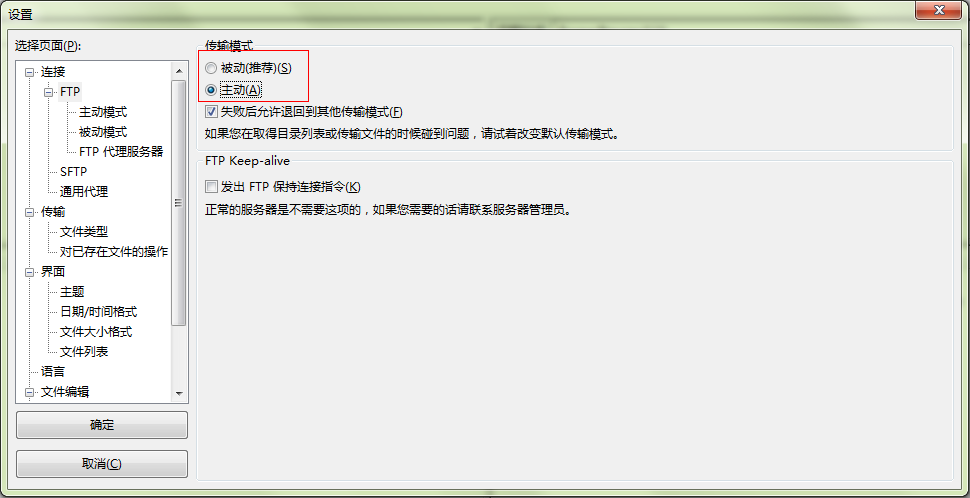 设置
选择页面(P):
连接
FTP
主动模式
被动模式
FTP 代理服务器
SFTP
通用代理
传输
文件类型
对已存在文件的操作
界面
主题
日期/时间格式
文件大小格式
文件列表
语言
文件编辑
确定
取消(C)
传输模式
被动(推荐)(S)
主动(A)
失败后允许退回到其他传输模式(F)
如果您在取得目录列表或传输文件的时候碰到问题，请试着改变默认传输模式。
FTP Keep-alive
发出 FTP 保持连接指令(K)
正常的服务器是不需要这项的，如果您需要的话请联系服务器管理员。